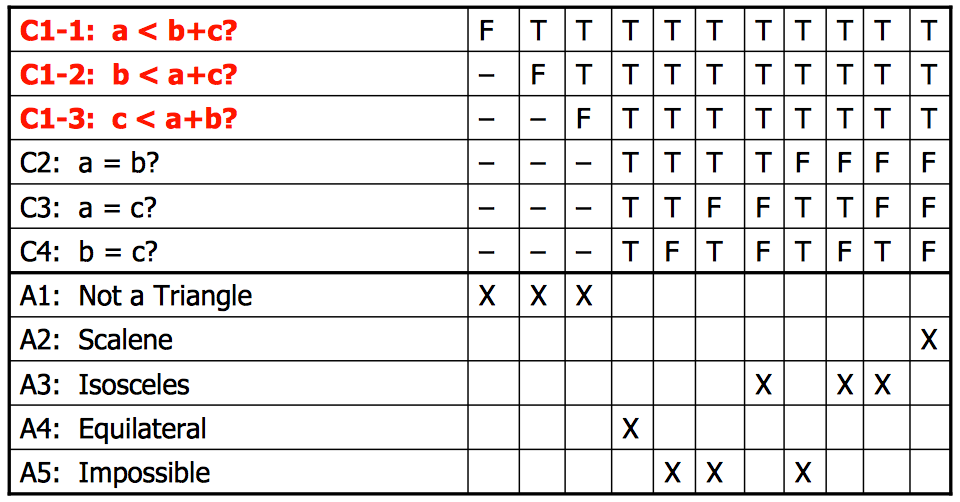 C1-1: a < b+c? F T T T T T T T T T T
C1-2: b < a+c? – F T T T T T T T T T
C1-3: c < a+b? – – F T T T T T T T T
C2: a = b? – – – T T T T F F F F
C3: a = c? – – – T T F F T T F F
C4: b = c? – – – T F T F T F T F
A1: Not a Triangle X X X
A2: Scalene X
A3: Isosceles X X X
A4: Equilateral X
A5: Impossible X X X